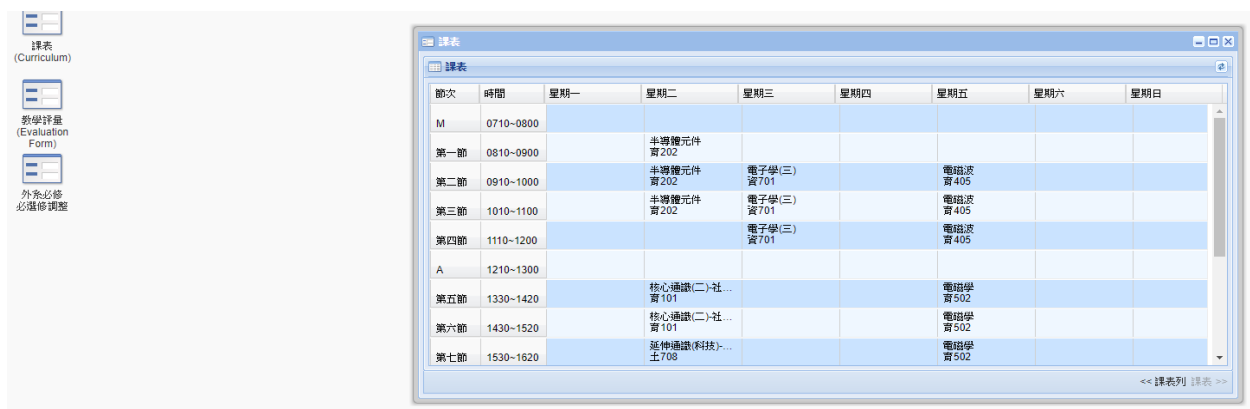 課表
(Curriculum)
教學評量
(Evaluation
Form)
外系必修
必選修調整
課表
課表
節次 時間 星期一 星期二 星期三 星期四 星期五 星期六 星期日
M 0710~0800
半導體元件
育202
第一節 0810~0900
半導體元件 電子學(三) 電磁波
育202 資701 育405
第二節 0910~1000
半導體元件 電子學(三) 電磁波
育202 資701 育405
第三節 1010~1100
電子學(三) 電磁波
資701 育405
第四節 1110~1200
A 1210~1300
核心通識(二)-社... 電磁學
育101 育502
第五節 1330~1420
核心通識(二)-社... 電磁學
育101 育502
第六節 1430~1520
延伸通識(科技)-... 電磁學
土708 育502
第七節 1530~1620
<< 課表列 課表 >>